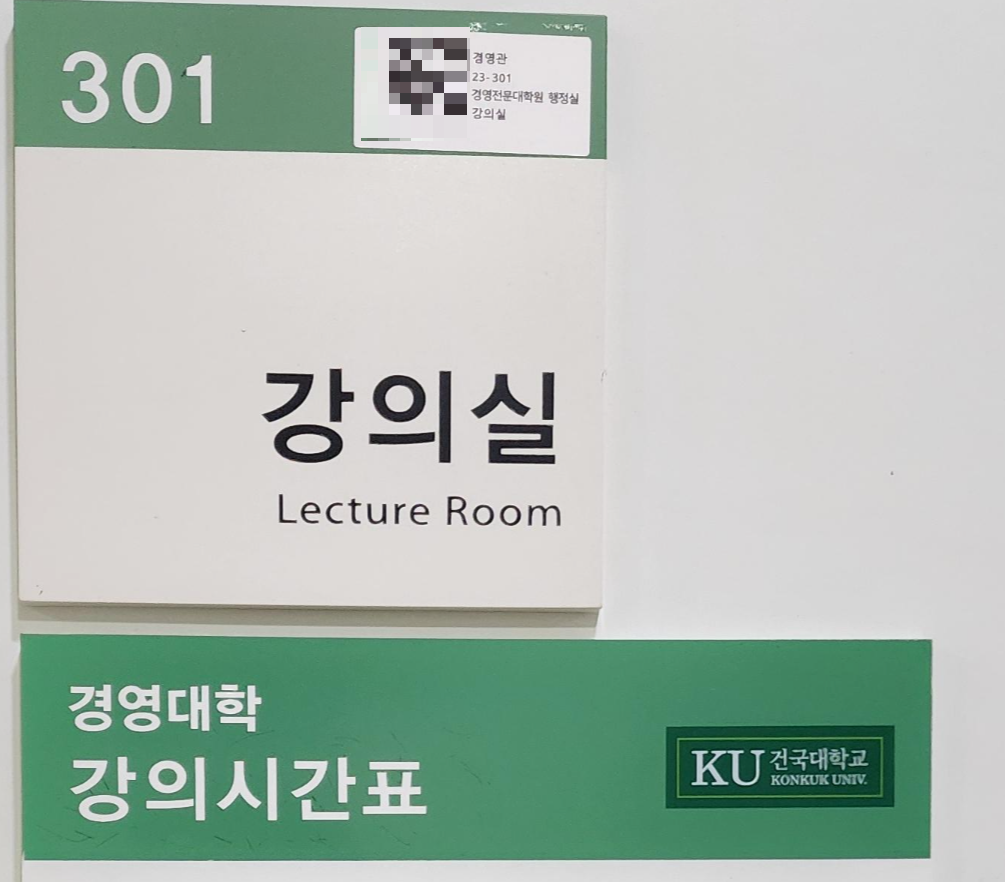 301
경영관
23-301
경영전문대학원 행정실
강의실
강의실
Lecture Room
경영대학
강의시간표
KU 건국대학교
KONKUK UNIV.